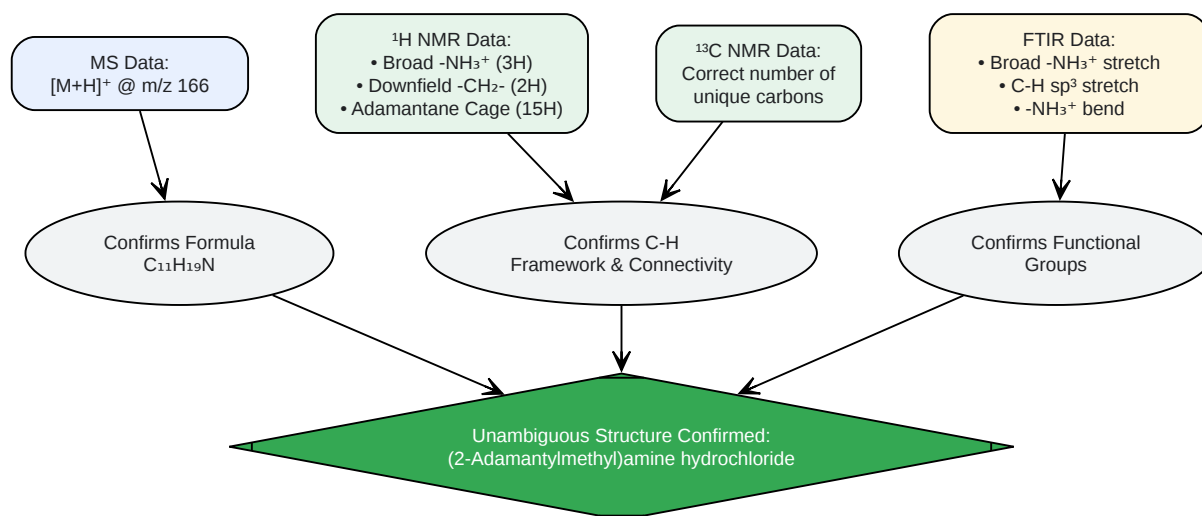 MS Data:
[M+H]⁺ @ m/z 166
¹H NMR Data:
• Broad -NH₃⁺ (3H)
• Downfield -CH₂- (2H)
• Adamantane Cage (15H)
¹³C NMR Data:
Correct number of
unique carbons
FTIR Data:
• Broad -NH₃⁺ stretch
• C-H sp³ stretch
• -NH₃⁺ bend
Confirms Formula
C₁₁H₁₉N
Confirms C-H
Framework & Connectivity
Confirms Functional
Groups
Unambiguous Structure Confirmed:
(2-Adamantylmethyl)amine hydrochloride